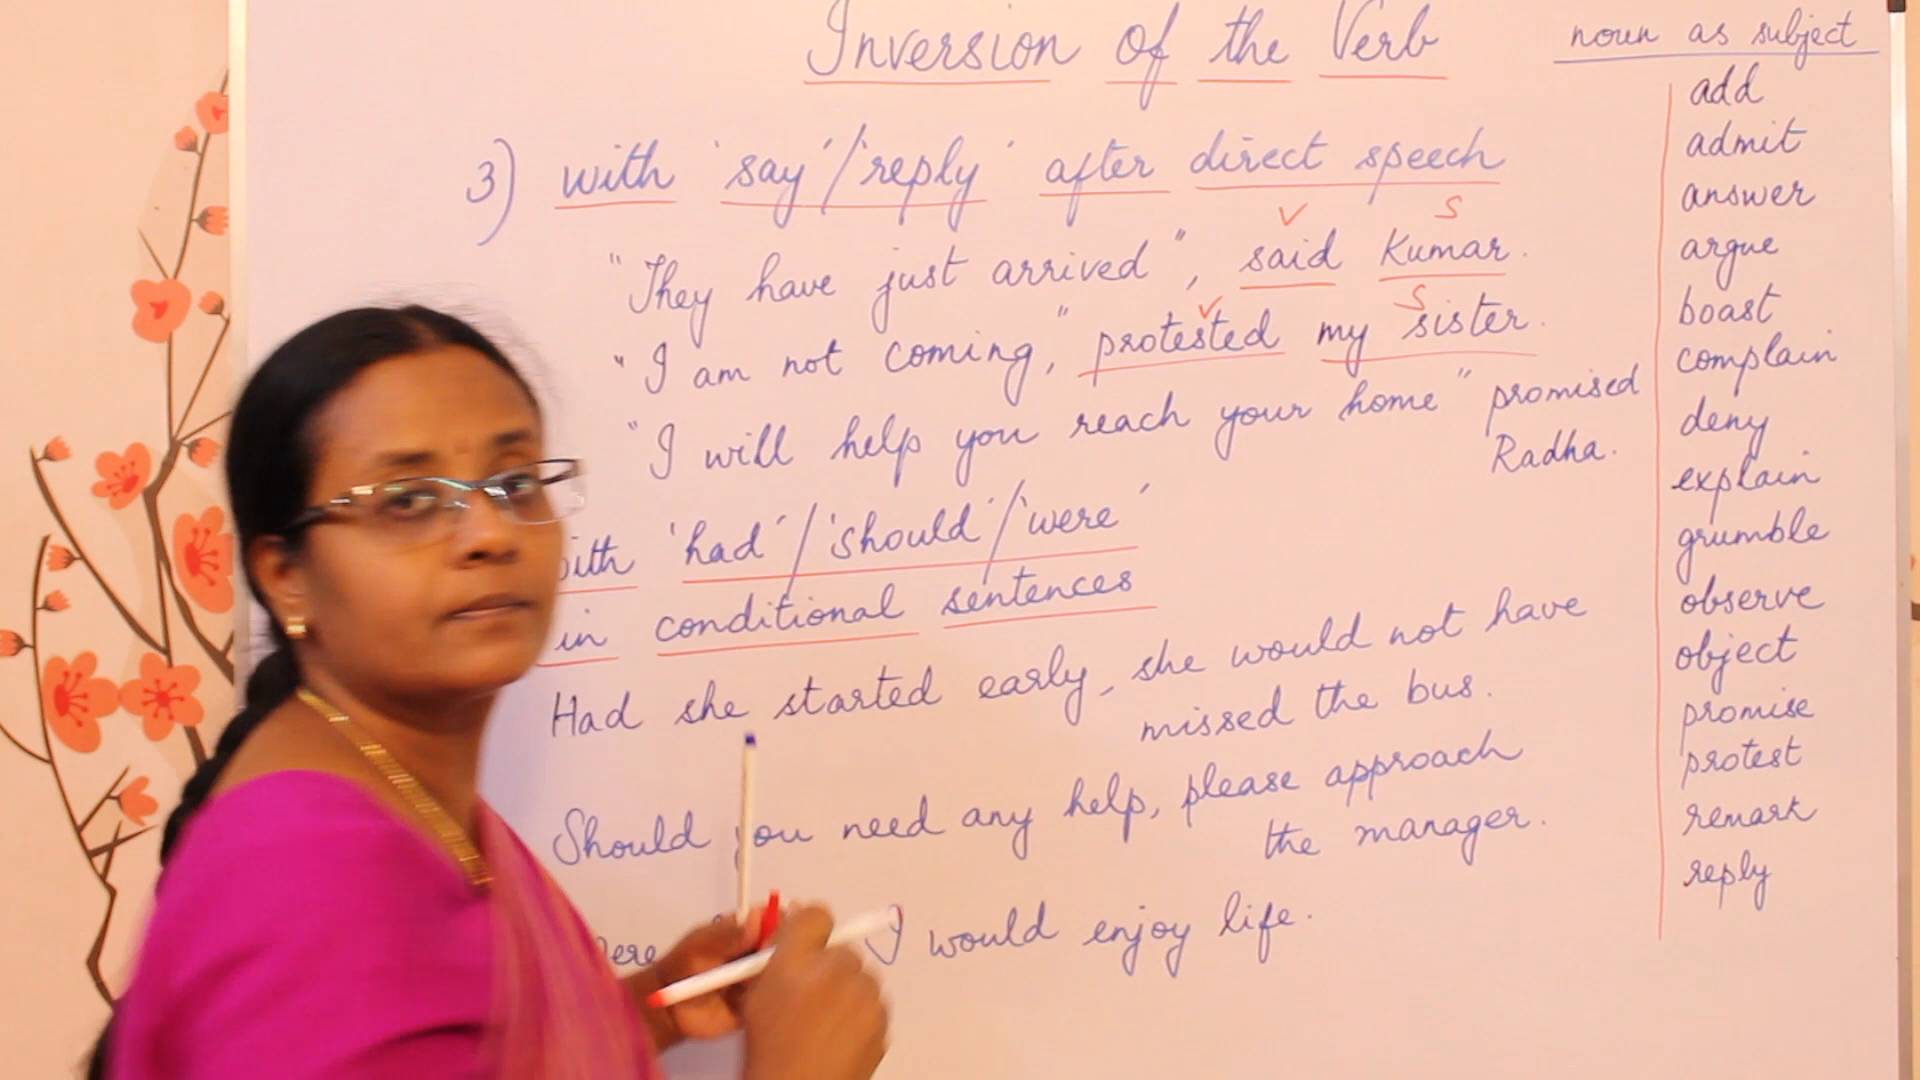 Inversion of the Verb
3) with 'say'/'reply' after direct speech
V S
"They have just arrived", said Kumar.
V S
"I am not coming," protested my sister.
"I will help you reach your home" promised
Radha.
'had'/'should'/'were'
in conditional sentences
Had she started early, she would not have
missed the bus.
Should you need any help, please approach
the manager.
I would enjoy life.
noun as subject
add
admit
answer
argue
boast
complain
deny
explain
grumble
observe
object
promise
protest
remark
reply